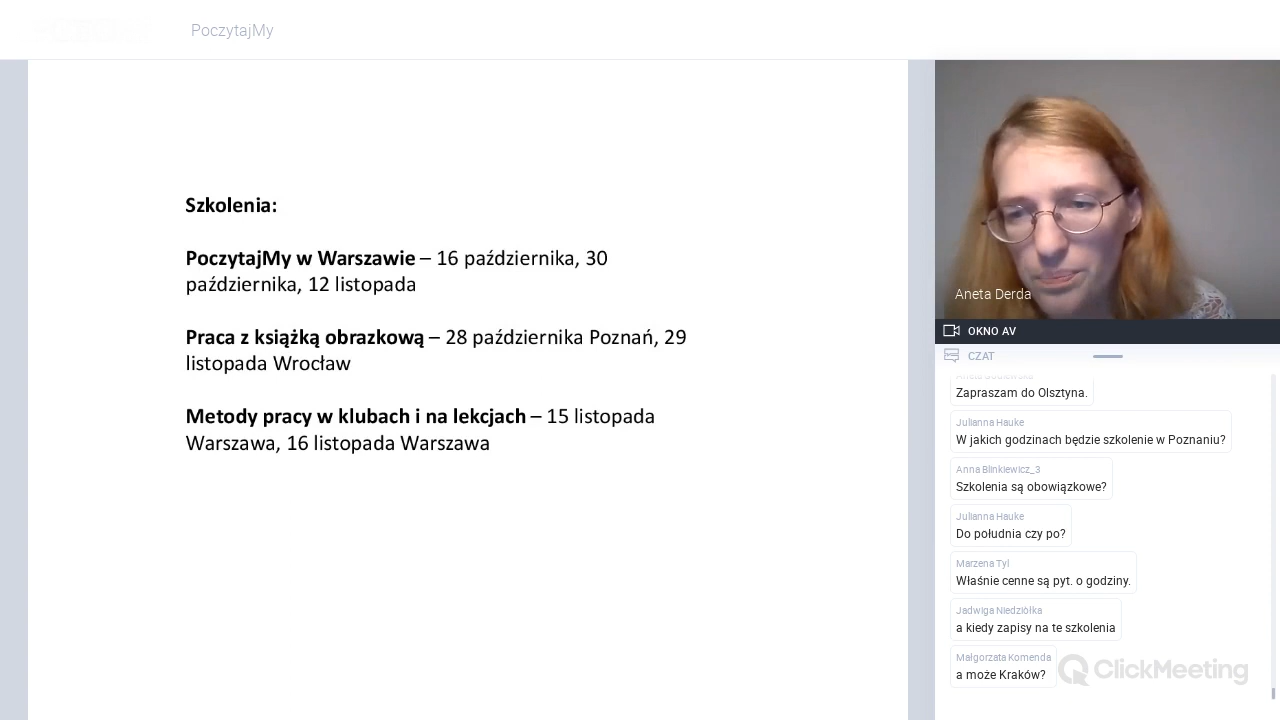 PoczytajMy
Szkolenia:
PoczytajMy w Warszawie – 16 października, 30
października, 12 listopada
Praca z książką obrazkową – 28 października Poznań, 29
listopada Wrocław
Metody pracy w klubach i na lekcjach – 15 listopada
Warszawa, 16 listopada Warszawa
Aneta Derda
OKNO AV
CZAT
Zapraszam do Olsztyna.
Julianna Hauke
W jakich godzinach będzie szkolenie w Poznaniu?
Anna Blinkiewicz_3
Szkolenia są obowiązkowe?
Julianna Hauke
Do południa czy po?
Marzena Tyl
Właśnie cenne są pyt. o godziny.
Jadwiga Niedziółka
a kiedy zapisy na te szkolenia
Małgorzata Komenda
a może Kraków?
ClickMeeting